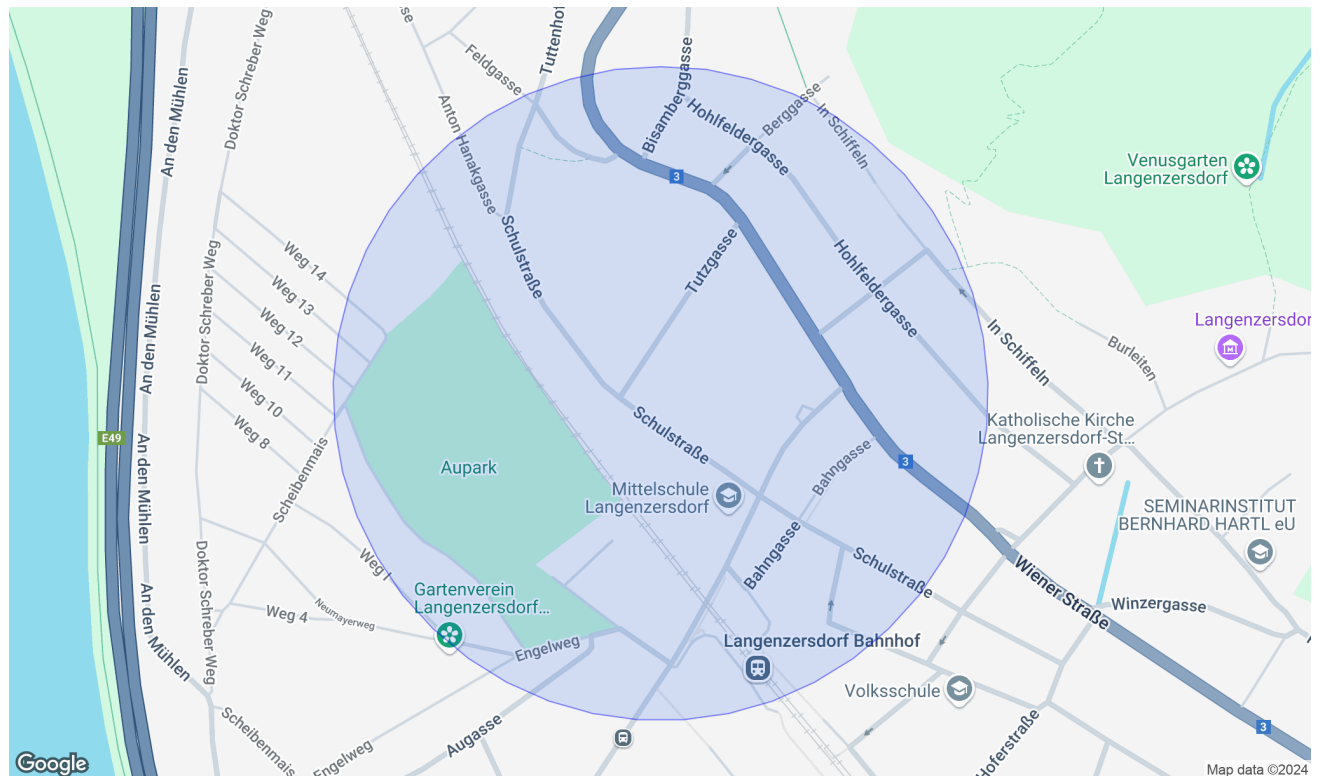 Doktor Schreber Weg
An den Mühlen
Feldgasse
Tuttenhof
Anton Hanakgasse
Bisamberggasse
Hohlfeldergasse
Berggasse
In Schiffeln
3
Venusgarten
Langenzersdorf
Schulstraße
Tutzgasse
Hohlfeldergasse
In Schiffeln
Burleiten
Langenzersdor
Doktor Schreber Weg
An den Mühlen
Weg 14
Weg 13
Weg 12
Weg 11
Weg 10
Weg 8
E49
An den Mühlen
Scheibenmais
Aupark
Schulstraße
Mittelschule
Langenzersdorf
Bahngasse
3
Katholische Kirche
Langenzersdorf-St...
SEMINARINSTITUT
BERNHARD HARTL eU
Weg I
Gartenverein
Langenzersdorf...
Bahngasse
Schulstraße
Wiener Straße
Winzergasse
Doktor Schreber Weg
An den Mühlen
Weg 4
Neumayerweg
Engelweg
Langenzersdorf Bahnhof
Volksschule
Scheibenmais
Engelweg
Augasse
Hoferstraße
3
Google
Map data ©2024